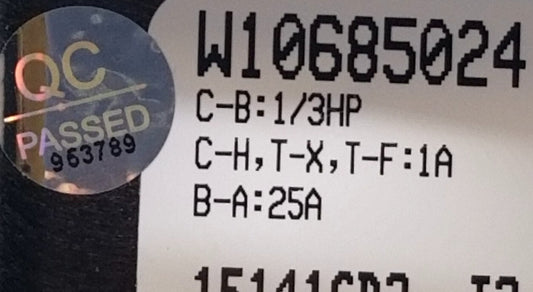 QC
PASSED
963789
W10685024
C-B:1/3HP
C-H,T-X,T-F:1A
B-A:25A